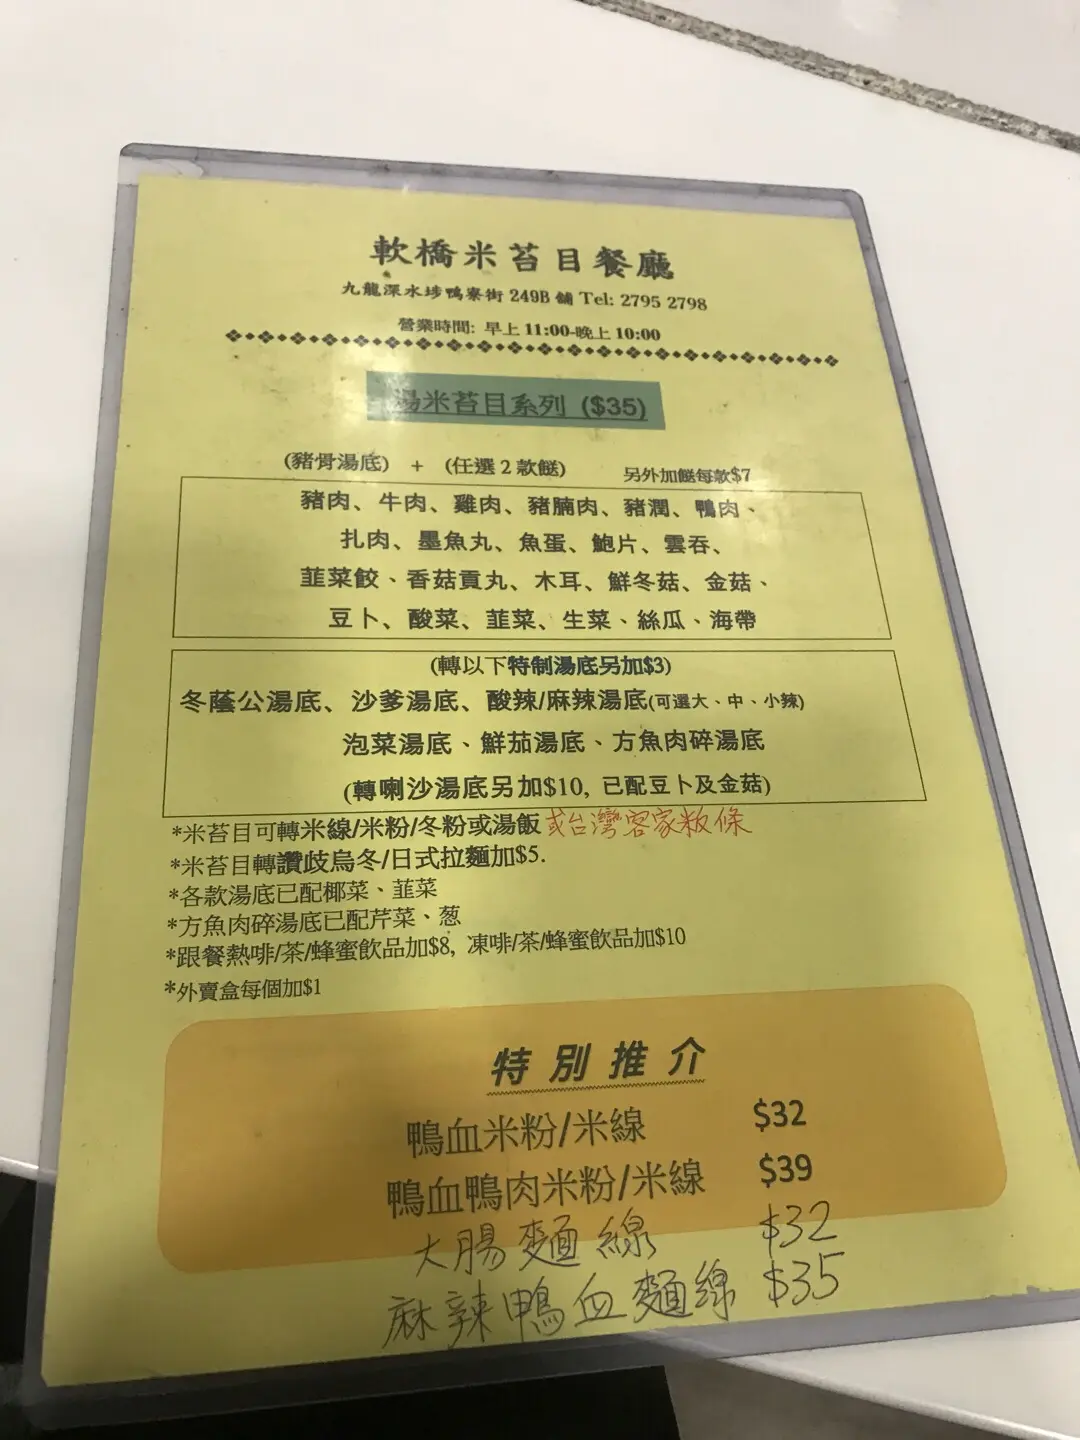 軟橋米苔目餐廳
九龍深水埗鴨寮街 249B 舖 Tel: 2795 2798
營業時間: 早上 11:00-晚上 10:00
湯米苔目系列 ($35)
(豬骨湯底) + (任選 2 款餸) 另外加餸每款$7
豬肉、牛肉、雞肉、豬腩肉、豬潤、鴨肉、
扎肉、墨魚丸、魚蛋、鮑片、雲吞、
韮菜餃、香菇貢丸、木耳、鮮冬菇、金菇、
豆卜、酸菜、韮菜、生菜、絲瓜、海帶
(轉以下特制湯底另加$3)
冬蔭公湯底、沙爹湯底、酸辣/麻辣湯底(可選大、中、小辣)
泡菜湯底、鮮茄湯底、方魚肉碎湯底
(轉喇沙湯底另加$10, 已配豆卜及金菇)
*米苔目可轉米線/米粉/冬粉或湯飯 或台灣客家粄條
*米苔目轉讚歧烏冬/日式拉麵加$5.
*各款湯底已配椰菜、韮菜
*方魚肉碎湯底已配芹菜、葱
*跟餐熱啡/茶/蜂蜜飲品加$8, 凍啡/茶/蜂蜜飲品加$10
*外賣盒每個加$1
特別推介
鴨血米粉/米線 $32
鴨血鴨肉米粉/米線 $39
大腸麵線 $32
麻辣鴨血麵線 $35